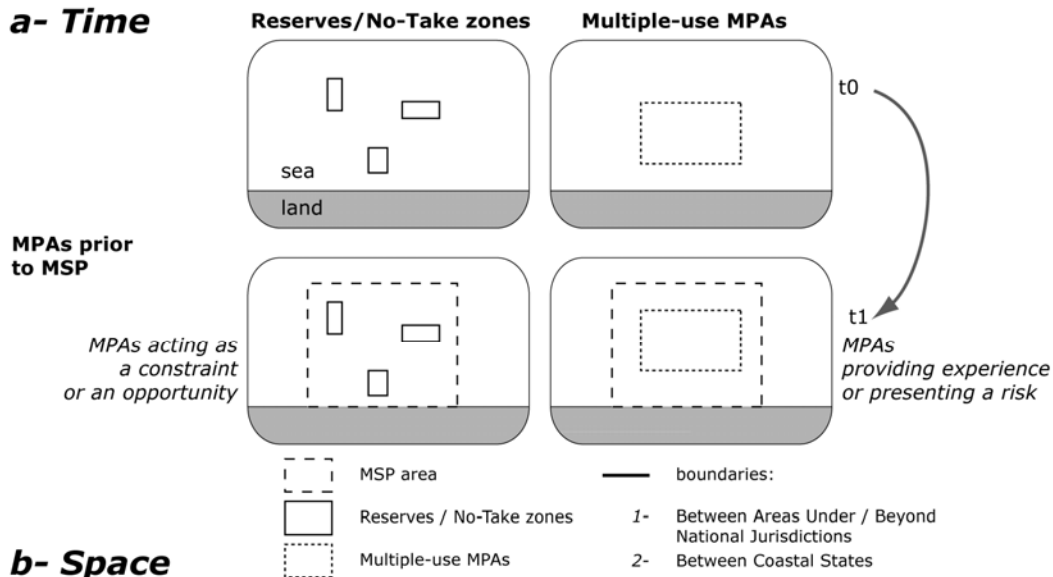 a- Time
Reserves/No-Take zones
Multiple-use MPAs
t0
sea
land
MPAs prior
to MSP
t1
MPAs acting as
a constraint
or an opportunity
MPAs
providing experience
or presenting a risk
MSP area
Reserves / No-Take zones
Multiple-use MPAs
boundaries:
1- Between Areas Under / Beyond
National Jurisdictions
2- Between Coastal States
b- Space